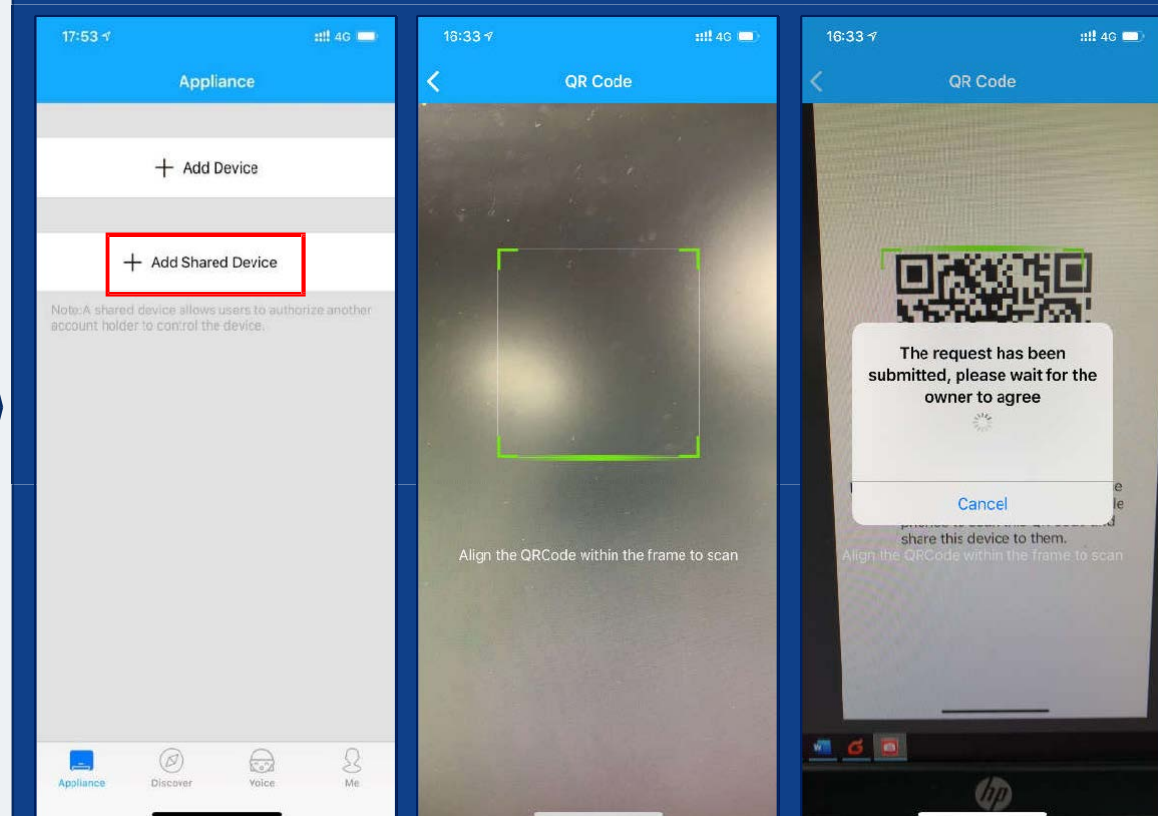 17:53
4G
Appliance
+ Add Device
+ Add Shared Device
Note:A shared device allows users to authorize another
account holder to control the device.
Appliance
Discover
Voice
Me
16:33
4G
QR Code
Align the QRCode within the frame to scan
16:33
4G
QR Code
The request has been
submitted, please wait for the
owner to agree
Cancel
share this device to them.
Align the QRCode within the frame to scan
W
hp